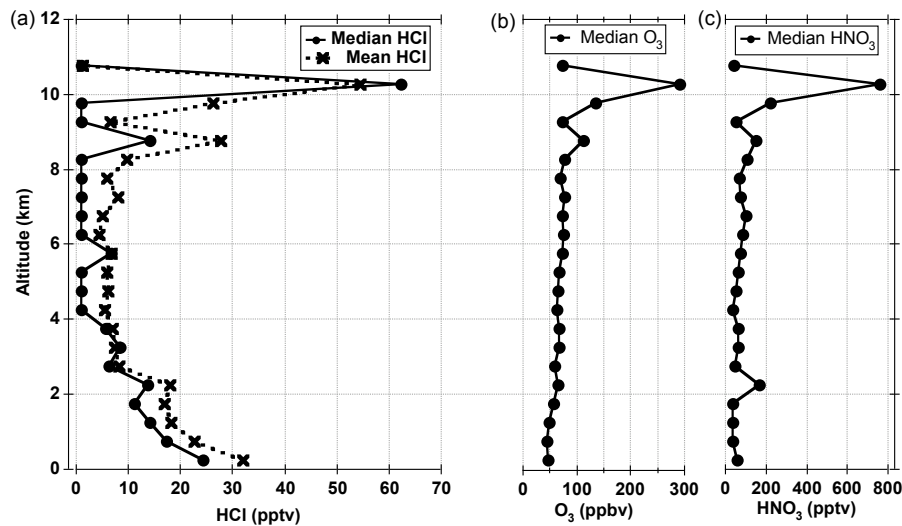 (a)
Median HCl
Mean HCl
(b)
Median O₃
(c)
Median HNO₃
Altitude (km)
12
10
8
6
4
2
0
0 10 20 30 40 50 60 70
HCl (pptv)
0 100 200 300
O₃ (ppbv)
0 200 400 600 800
HNO₃ (pptv)